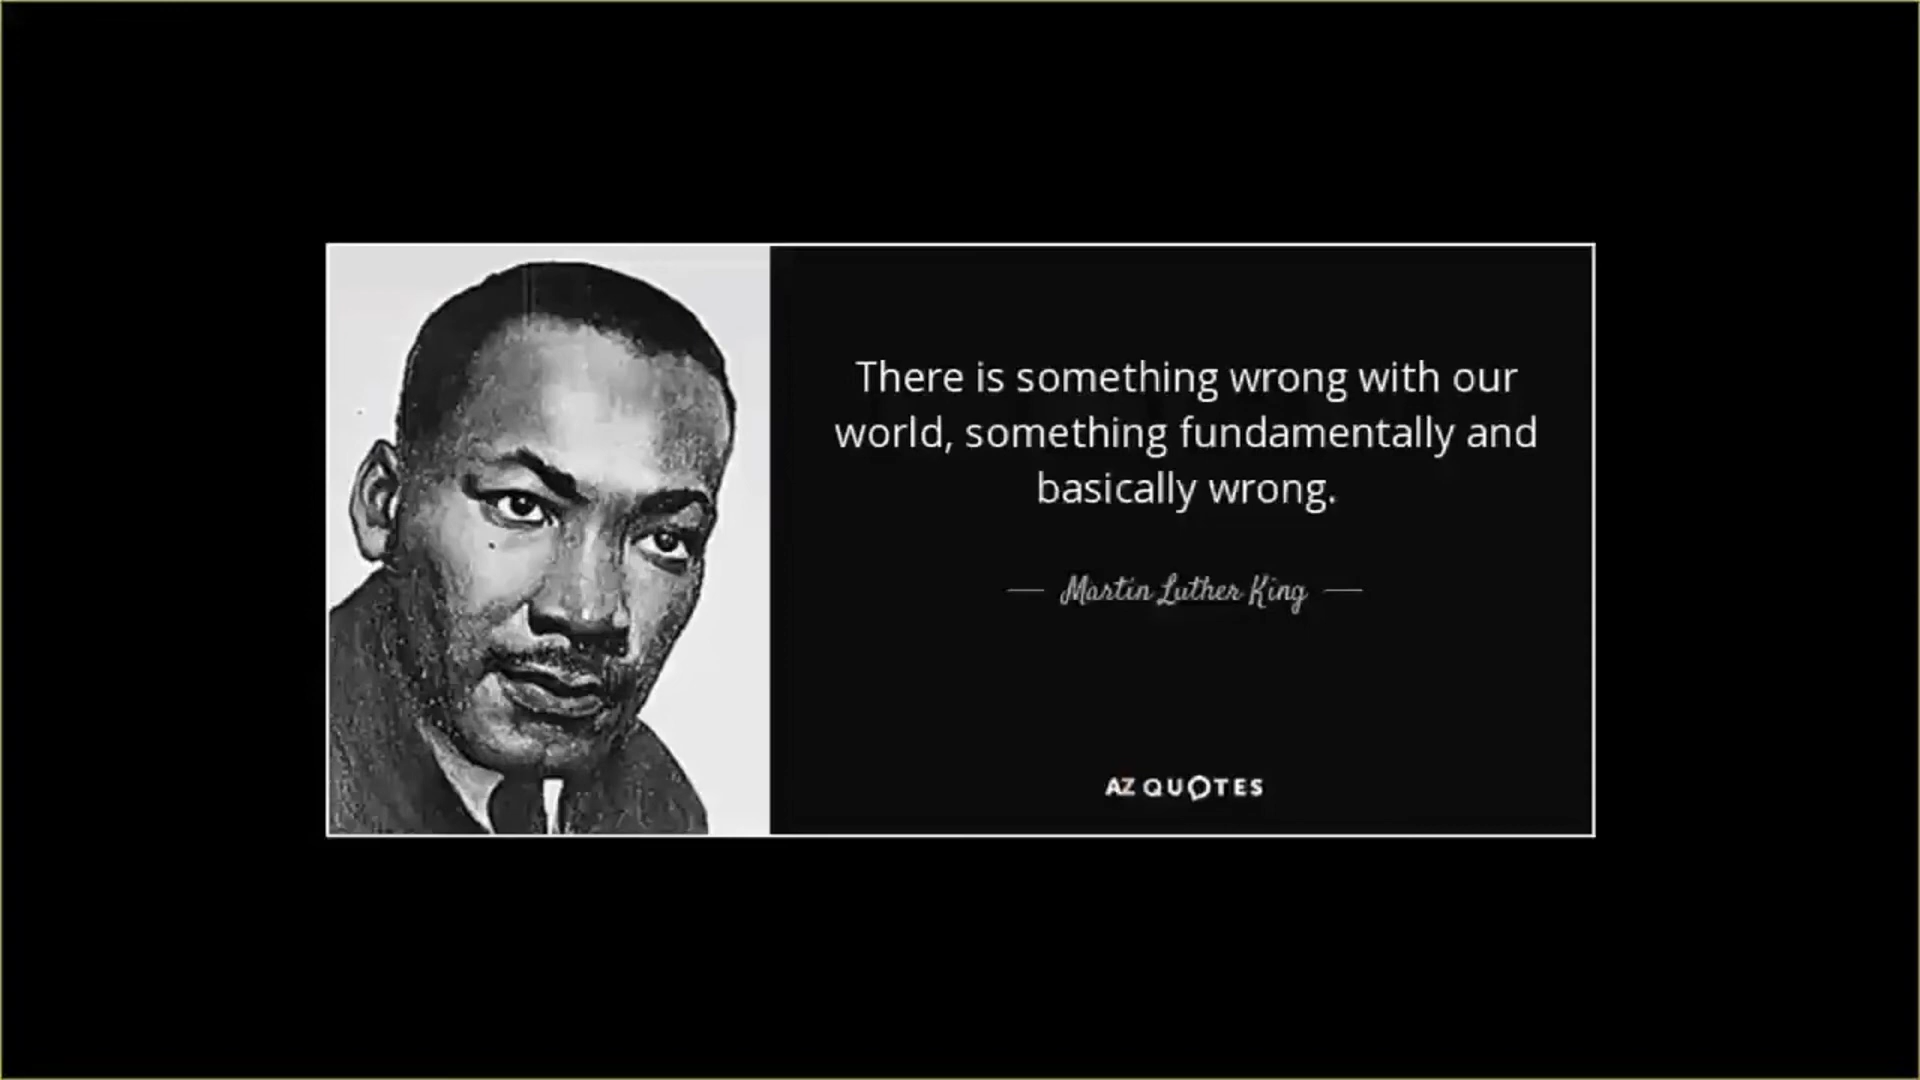 There is something wrong with our
world, something fundamentally and
basically wrong.
Martin Luther King
AZ QUOTES